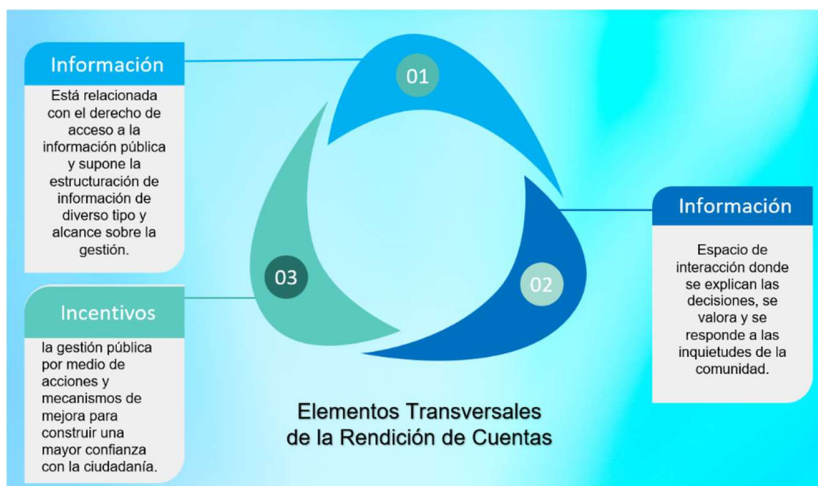 Información
Está relacionada
con el derecho de
acceso a la
información pública
y supone la
estructuración de
información de
diverso tipo y
alcance sobre la
gestión.
01
Información
Espacio de
interacción donde
se explican las
decisiones, se
valora y se
responde a las
inquietudes de la
comunidad.
02
03
Incentivos
la gestión pública
por medio de
acciones y
mecanismos de
mejora para
construir una
mayor confianza
con la ciudadanía.
Elementos Transversales
de la Rendición de Cuentas